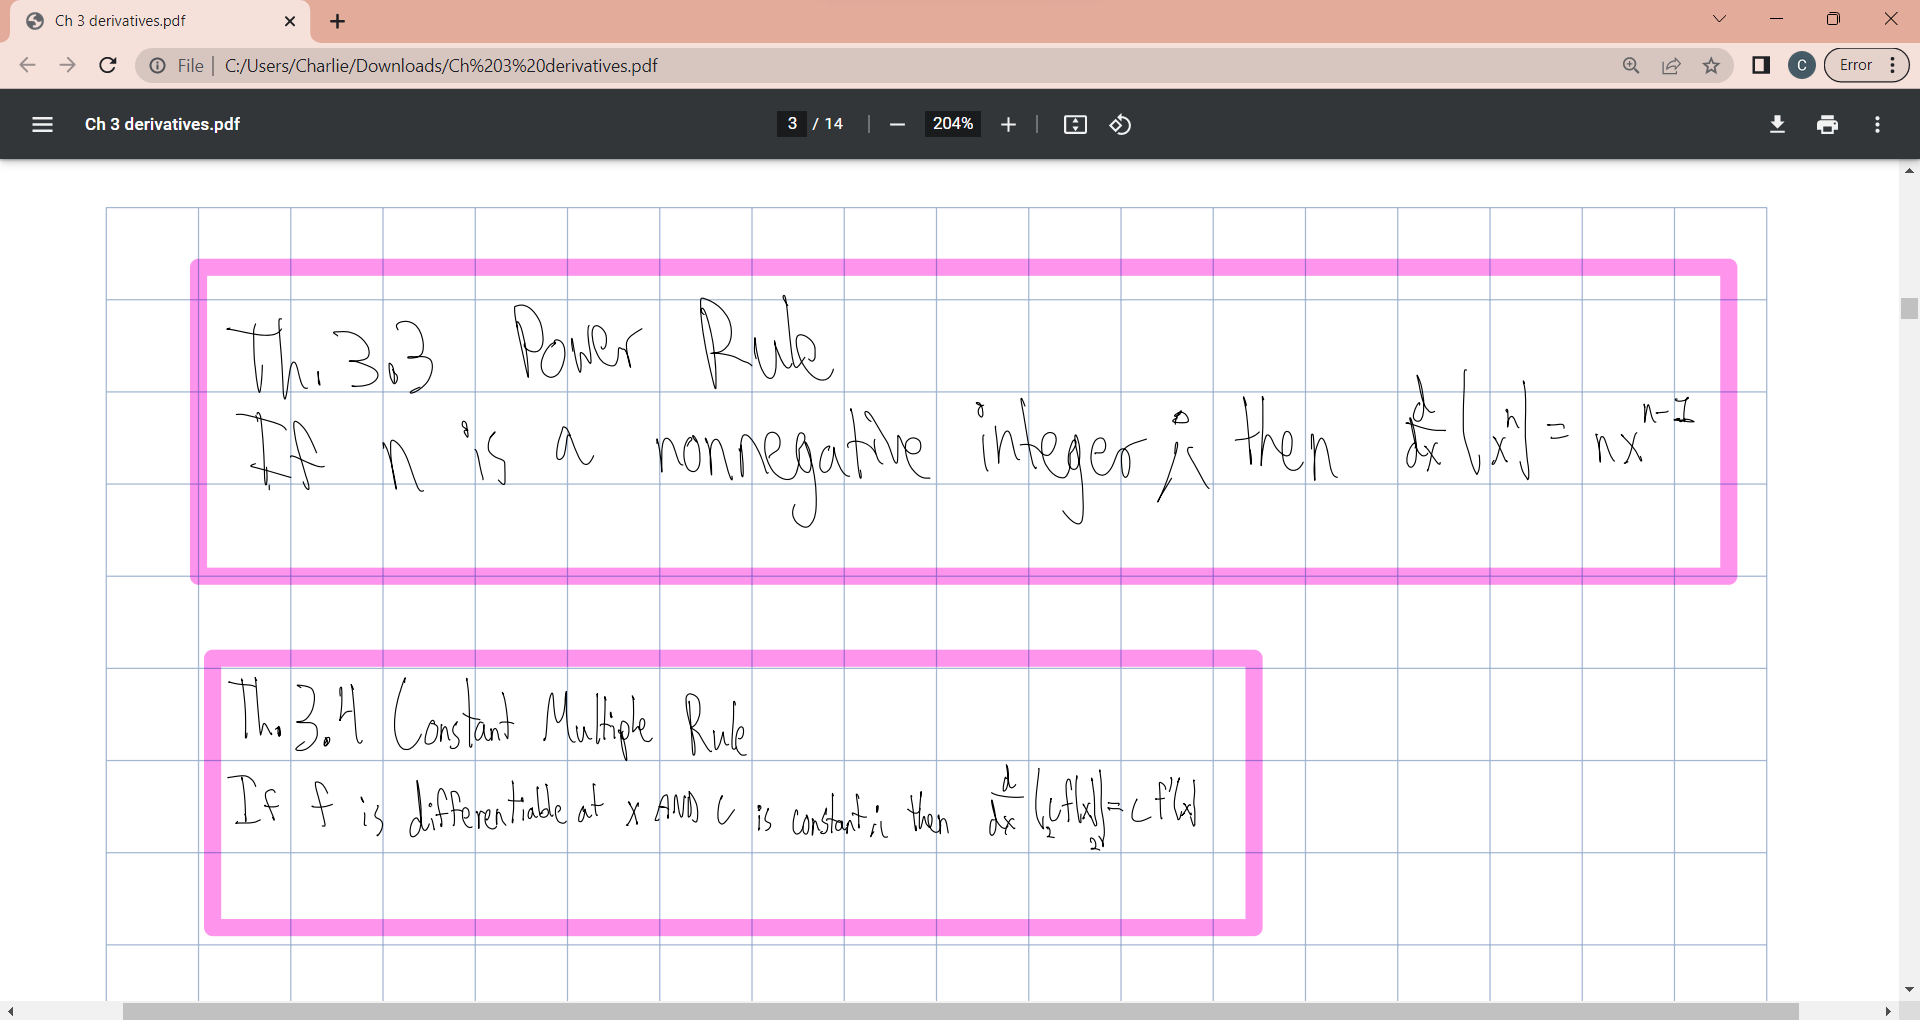 Ch 3 derivatives.pdf
File | C:/Users/Charlie/Downloads/Ch%203%20derivatives.pdf
C
Error
Ch 3 derivatives.pdf
3 / 14
204%
Th. 3.3 Power Rule
If n is a nonnegative integer ; then d/dx (xⁿ) = nxⁿ⁻¹
Th. 3.4 Constant Multiple Rule
If f is differentiable at x AND c is constant ; then d/dx (cf(x)) = cf'(x)